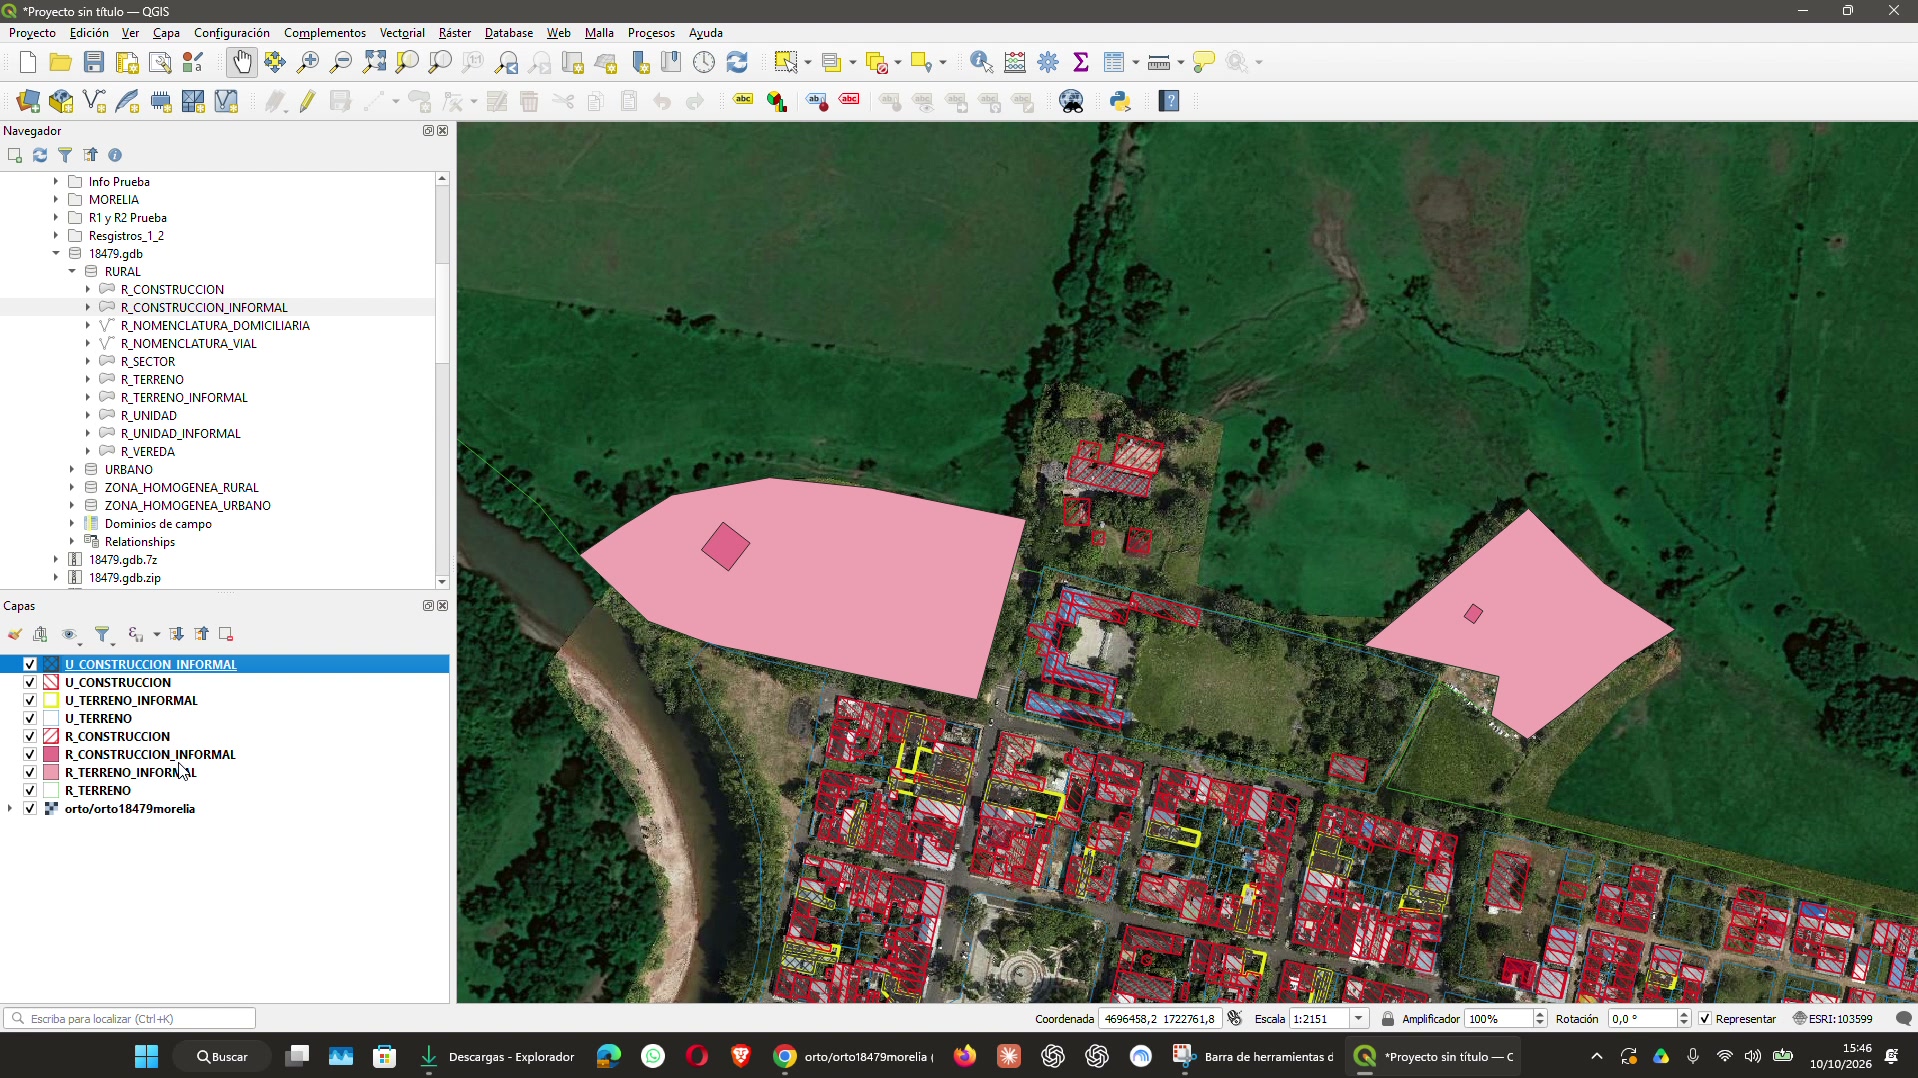 *Proyecto sin título — QGIS
Proyecto Edición Ver Capa Configuración Complementos Vectorial Ráster Database Web Malla Procesos Ayuda
Navegador
Info Prueba
MORELIA
R1 y R2 Prueba
Resgistros_1_2
18479.gdb
RURAL
R_CONSTRUCCION
R_CONSTRUCCION_INFORMAL
R_NOMENCLATURA_DOMICILIARIA
R_NOMENCLATURA_VIAL
R_SECTOR
R_TERRENO
R_TERRENO_INFORMAL
R_UNIDAD
R_UNIDAD_INFORMAL
R_VEREDA
URBANO
ZONA_HOMOGENEA_RURAL
ZONA_HOMOGENEA_URBANO
Dominios de campo
Relationships
18479.gdb.7z
18479.gdb.zip
Capas
U_CONSTRUCCION_INFORMAL
U_CONSTRUCCION
U_TERRENO_INFORMAL
U_TERRENO
R_CONSTRUCCION
R_CONSTRUCCION_INFORMAL
R_TERRENO_INFORMAL
R_TERRENO
orto/orto18479morelia
Escriba para localizar (Ctrl+K)
Coordenada 4696458,2 1722761,8 Escala 1:2151 Amplificador 100% Rotación 0,0 ° Representar ESRI:103599
Buscar Descargas - Explorador orto/orto18479morelia ( Barra de herramientas d *Proyecto sin título — C
15:46
10/10/2026